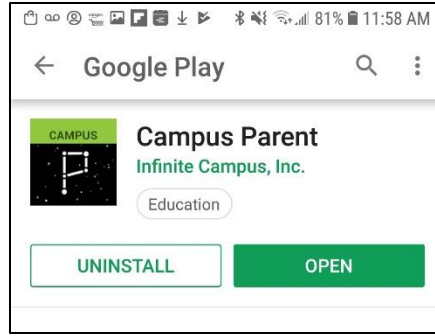 81% 11:58 AM
Google Play
CAMPUS
P
Campus Parent
Infinite Campus, Inc.
Education
UNINSTALL
OPEN